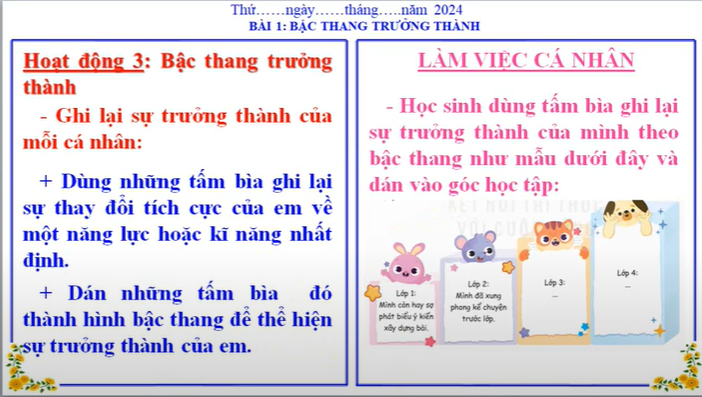 Thứ……ngày……tháng…..năm 2024
BÀI 1: BẬC THANG TRƯỞNG THÀNH
Hoạt động 3: Bậc thang trưởng
thành
- Ghi lại sự trưởng thành của
mỗi cá nhân:
+ Dùng những tấm bìa ghi lại
sự thay đổi tích cực của em về
một năng lực hoặc kĩ năng nhất
định.
+ Dán những tấm bìa đó
thành hình bậc thang để thể hiện
sự trưởng thành của em.
LÀM VIỆC CÁ NHÂN
- Học sinh dùng tấm bìa ghi lại
sự trưởng thành của mình theo
bậc thang như mẫu dưới đây và
dán vào góc học tập:
KẾT NỐI TRI THỨC
VỚI CUỘC
Lớp 1:
Mình còn hay sợ
phát biểu ý kiến
xây dựng bài.
Lớp 2:
Mình đã xung
phong kể chuyện
trước lớp.
Lớp 3:
...
Lớp 4:
...